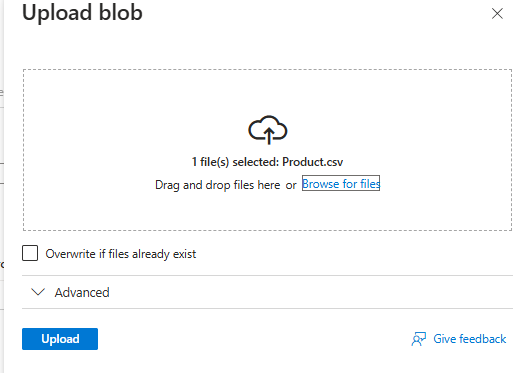 Upload blob
1 file(s) selected: Product.csv
Drag and drop files here or Browse for files
Overwrite if files already exist
Advanced
Upload
Give feedback